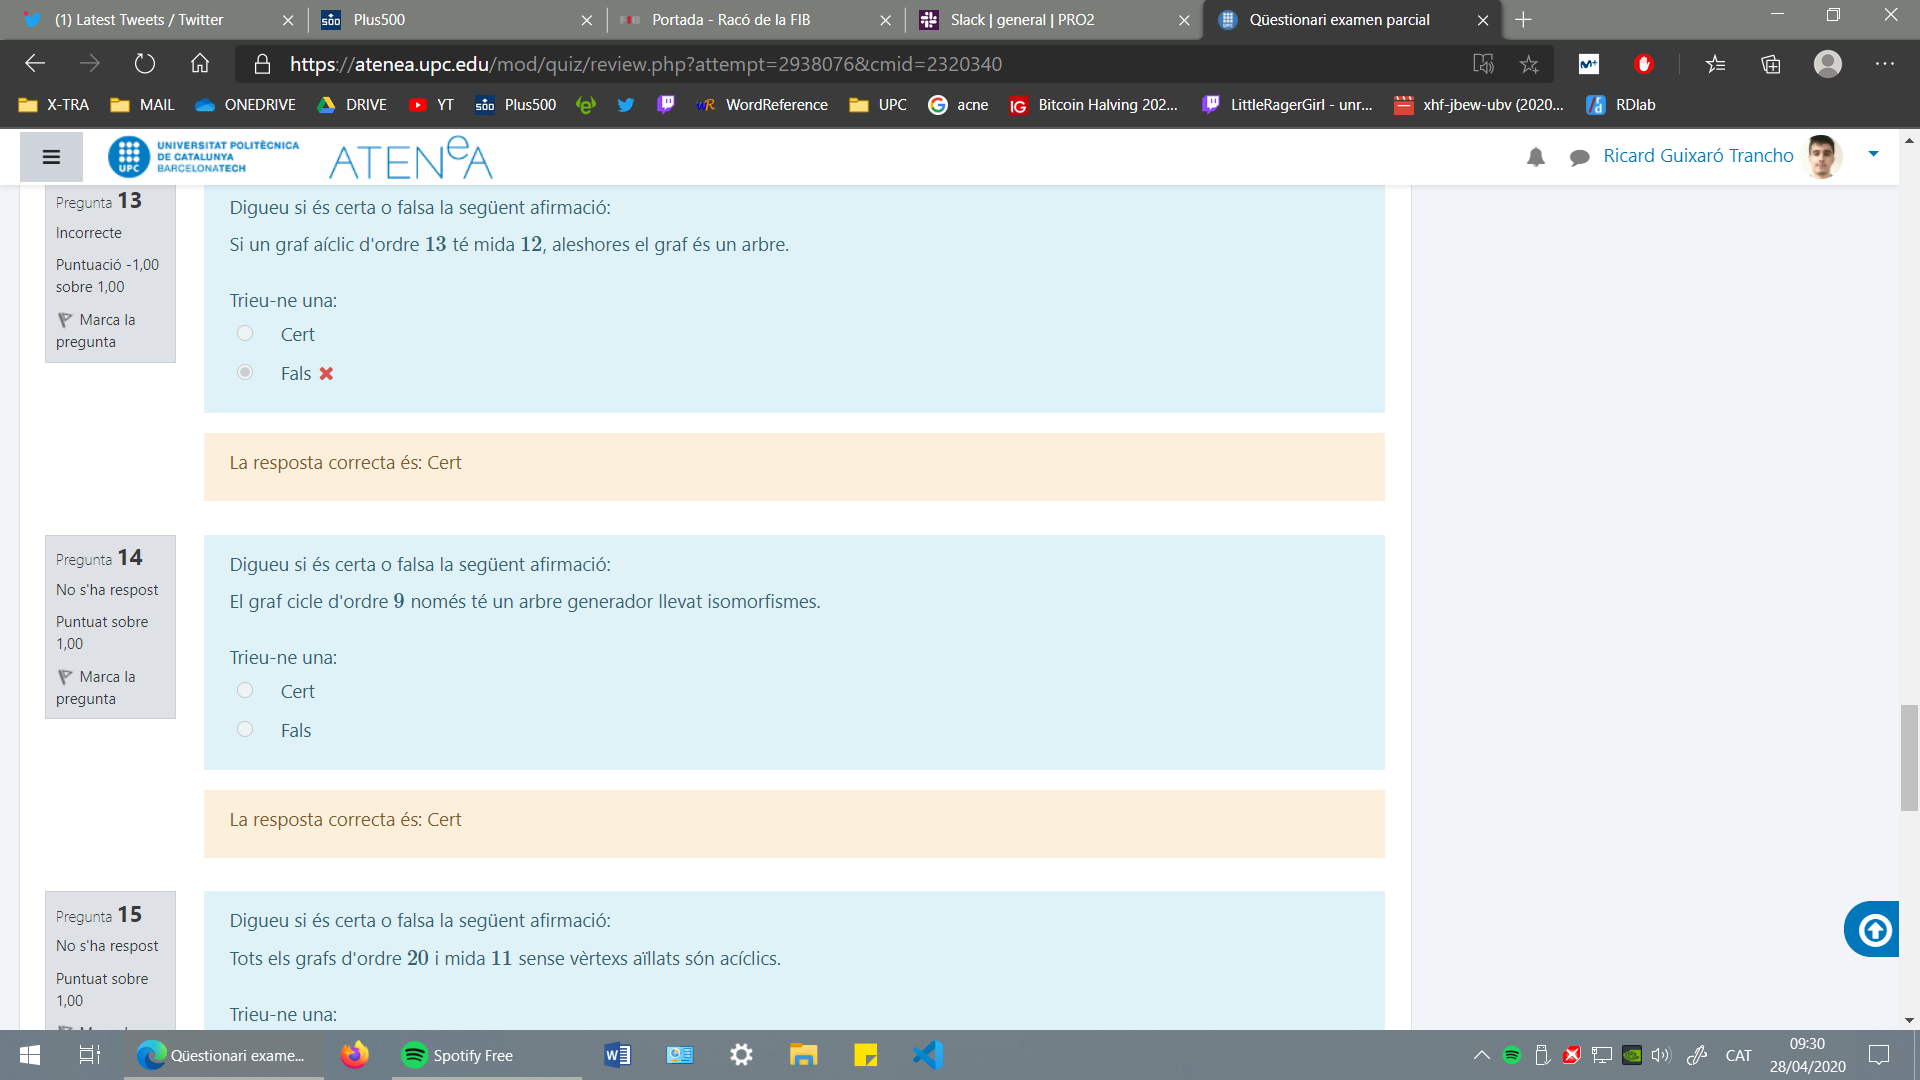 (1) Latest Tweets / Twitter
Plus500
Portada - Racó de la FIB
Slack | general | PRO2
Qüestionari examen parcial
https://atenea.upc.edu/mod/quiz/review.php?attempt=2938076&cmid=2320340
X-TRA MAIL ONEDRIVE DRIVE YT Plus500 WordReference UPC acne Bitcoin Halving 202... LittleRagerGirl - unr... xhf-jbew-ubv (2020... RDlab
UNIVERSITAT POLITÈCNICA
DE CATALUNYA
BARCELONATECH
UPC
ATENeA
Ricard Guixaró Trancho
Pregunta 13
Incorrecte
Puntuació -1,00
sobre 1,00
Marca la
pregunta
Digueu si és certa o falsa la següent afirmació:
Si un graf aíclic d'ordre 13 té mida 12, aleshores el graf és un arbre.
Trieu-ne una:
Cert
Fals
La resposta correcta és: Cert
Pregunta 14
No s'ha respost
Puntuat sobre
1,00
Marca la
pregunta
Digueu si és certa o falsa la següent afirmació:
El graf cicle d'ordre 9 només té un arbre generador llevat isomorfismes.
Trieu-ne una:
Cert
Fals
La resposta correcta és: Cert
Pregunta 15
No s'ha respost
Puntuat sobre
1,00
Digueu si és certa o falsa la següent afirmació:
Tots els grafs d'ordre 20 i mida 11 sense vèrtexs aïllats són acíclics.
Trieu-ne una:
Qüestionari exame...
Spotify Free
CAT
09:30
28/04/2020